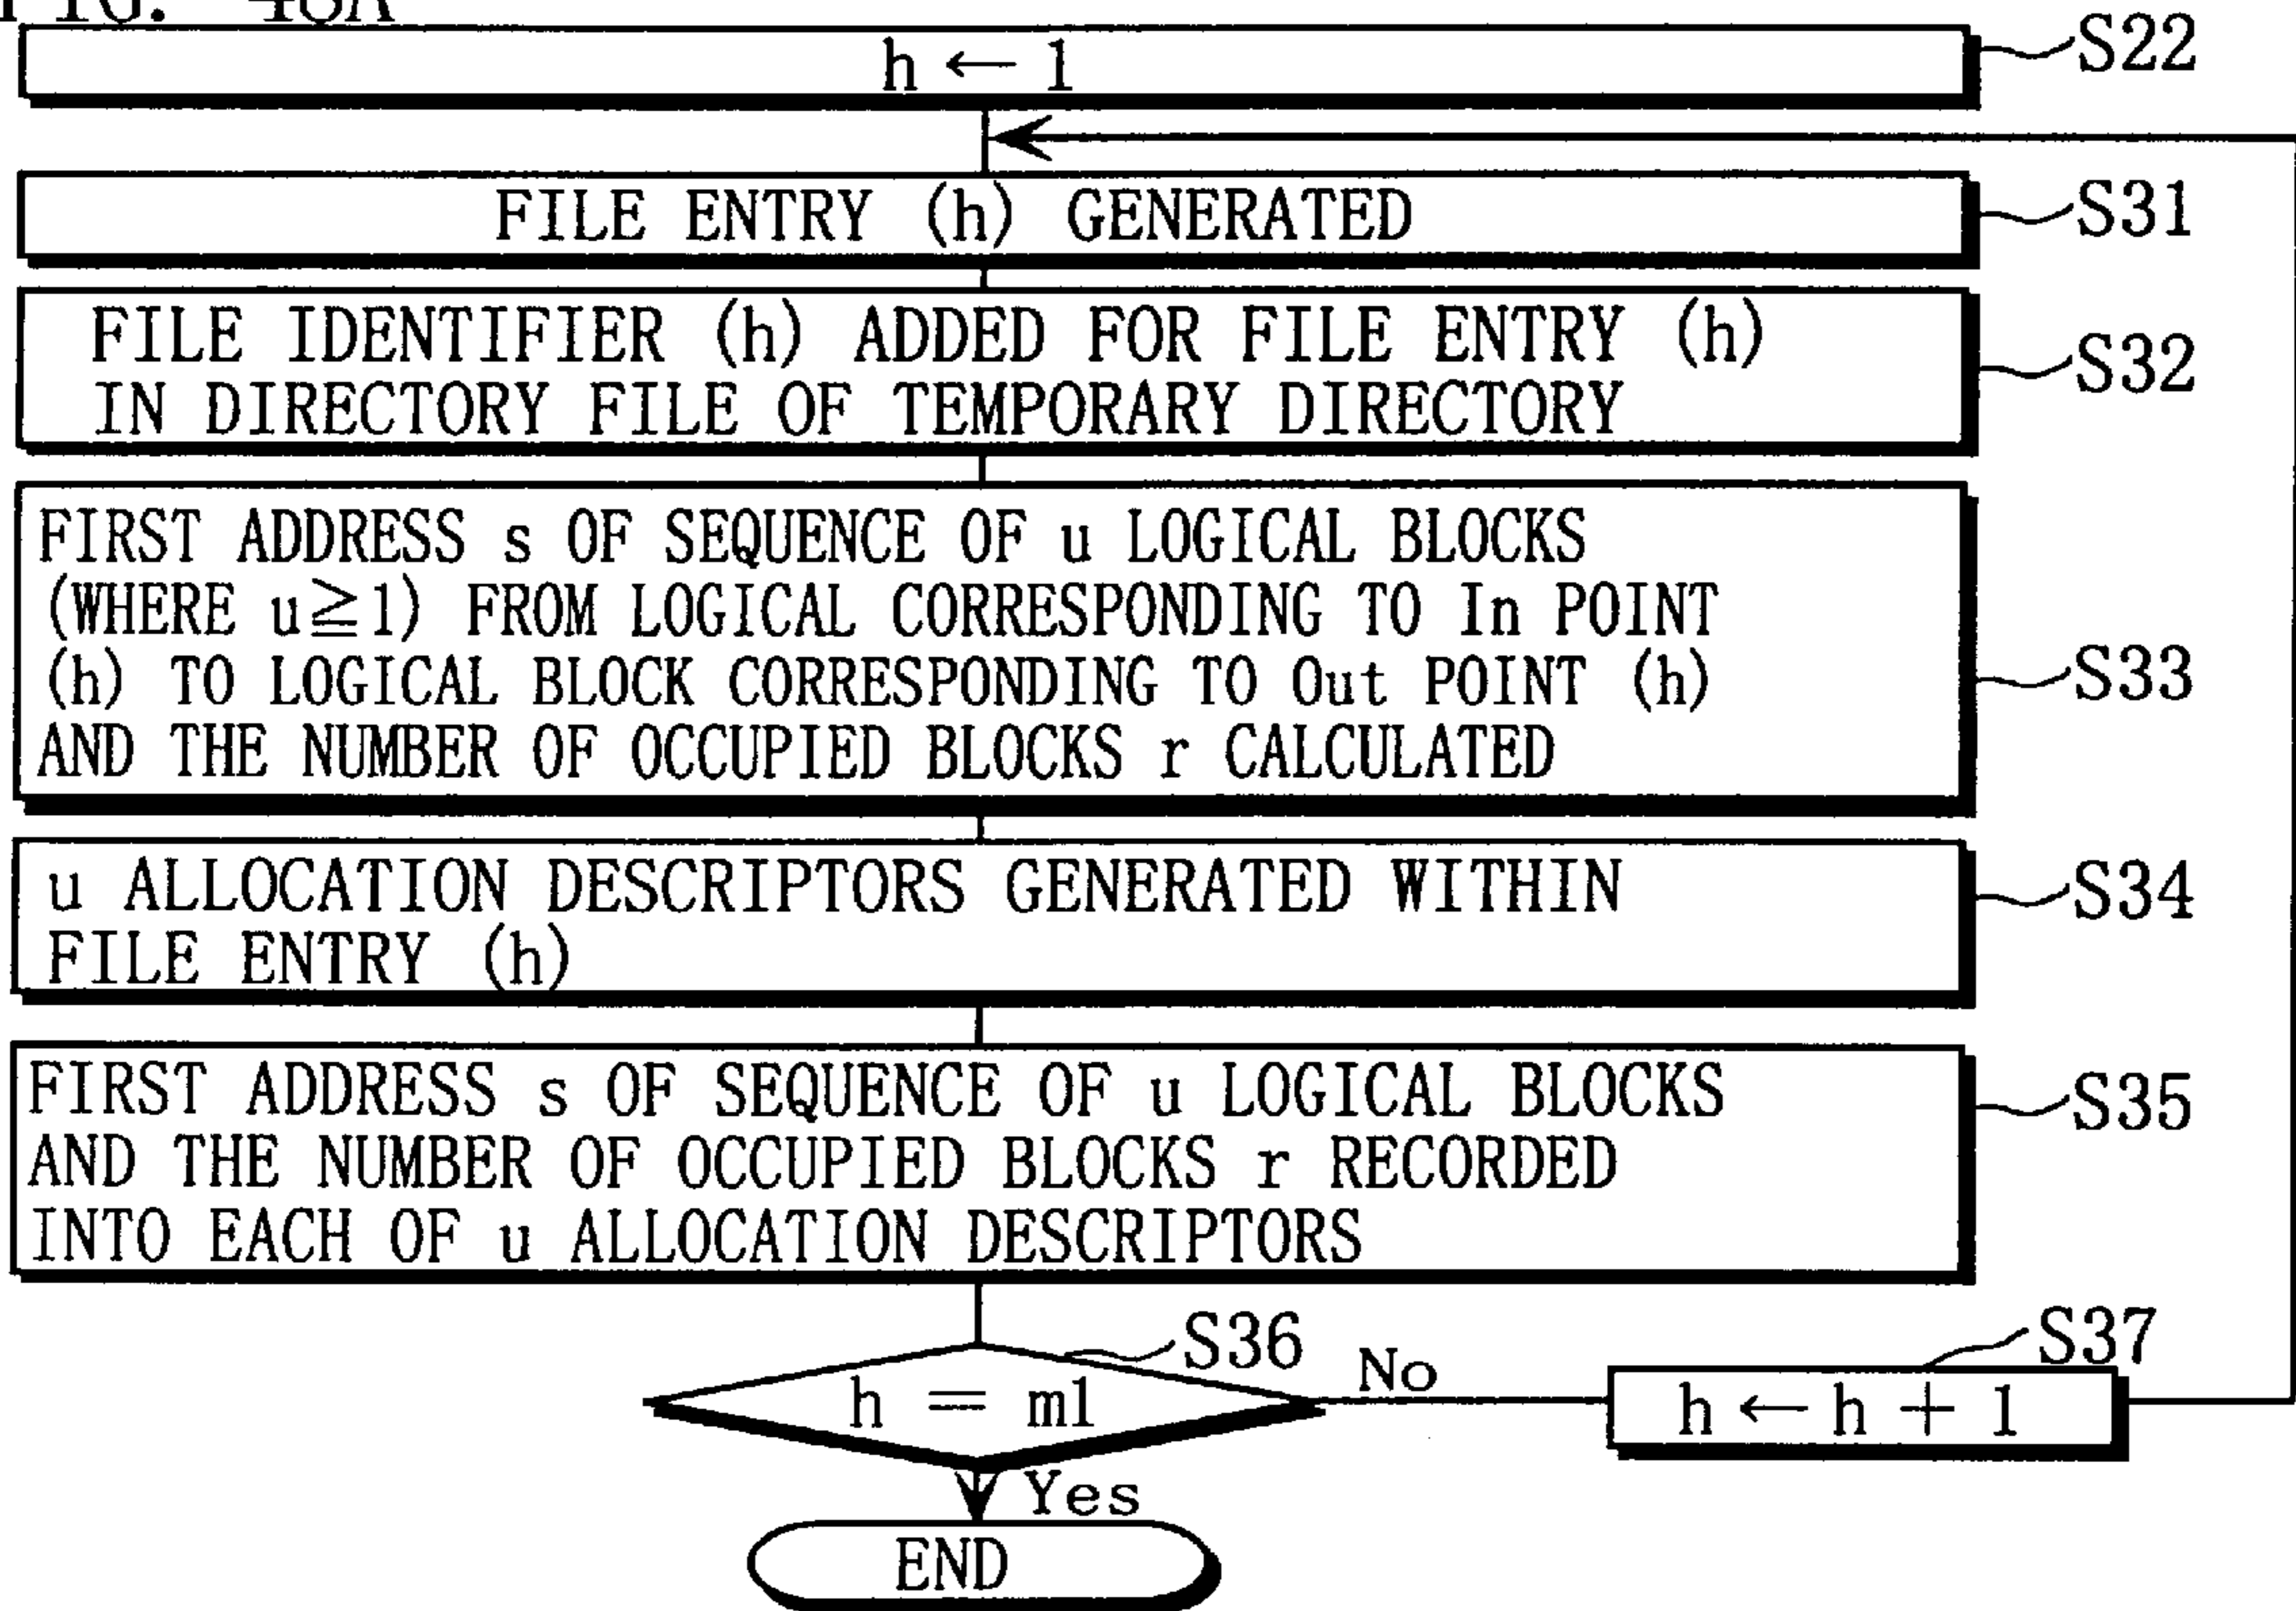 h ← 1
S22
FILE ENTRY (h) GENERATED
S31
FILE IDENTIFIER (h) ADDED FOR FILE ENTRY (h)
IN DIRECTORY FILE OF TEMPORARY DIRECTORY
S32
FIRST ADDRESS s OF SEQUENCE OF u LOGICAL BLOCKS
(WHERE u≧1) FROM LOGICAL CORRESPONDING TO In POINT
(h) TO LOGICAL BLOCK CORRESPONDING TO Out POINT (h)
AND THE NUMBER OF OCCUPIED BLOCKS r CALCULATED
S33
u ALLOCATION DESCRIPTORS GENERATED WITHIN
FILE ENTRY (h)
S34
FIRST ADDRESS s OF SEQUENCE OF u LOGICAL BLOCKS
AND THE NUMBER OF OCCUPIED BLOCKS r RECORDED
INTO EACH OF u ALLOCATION DESCRIPTORS
S35
S36
h = m1
No
S37
h ← h + 1
Yes
END